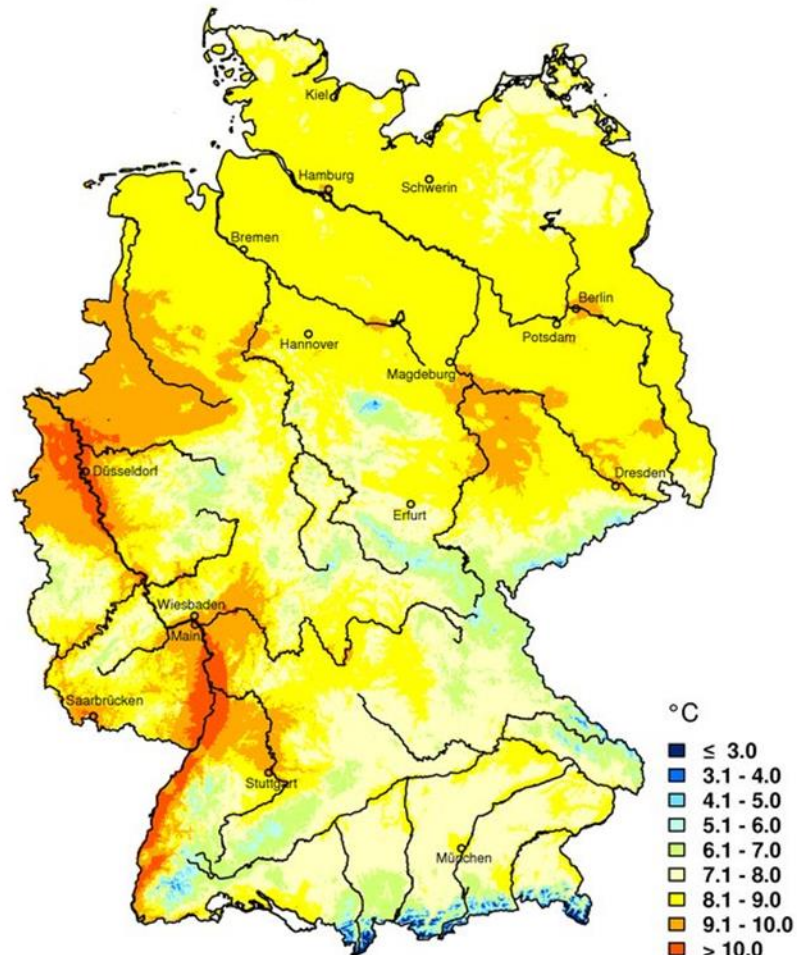 Kiel
Hamburg
Schwerin
Bremen
Berlin
Hannover
Potsdam
Magdeburg
Düsseldorf
Dresden
Erfurt
Wiesbaden
Main
Saarbrücken
Stuttgart
München
°C
≤ 3.0
3.1 - 4.0
4.1 - 5.0
5.1 - 6.0
6.1 - 7.0
7.1 - 8.0
8.1 - 9.0
9.1 - 10.0
> 10.0